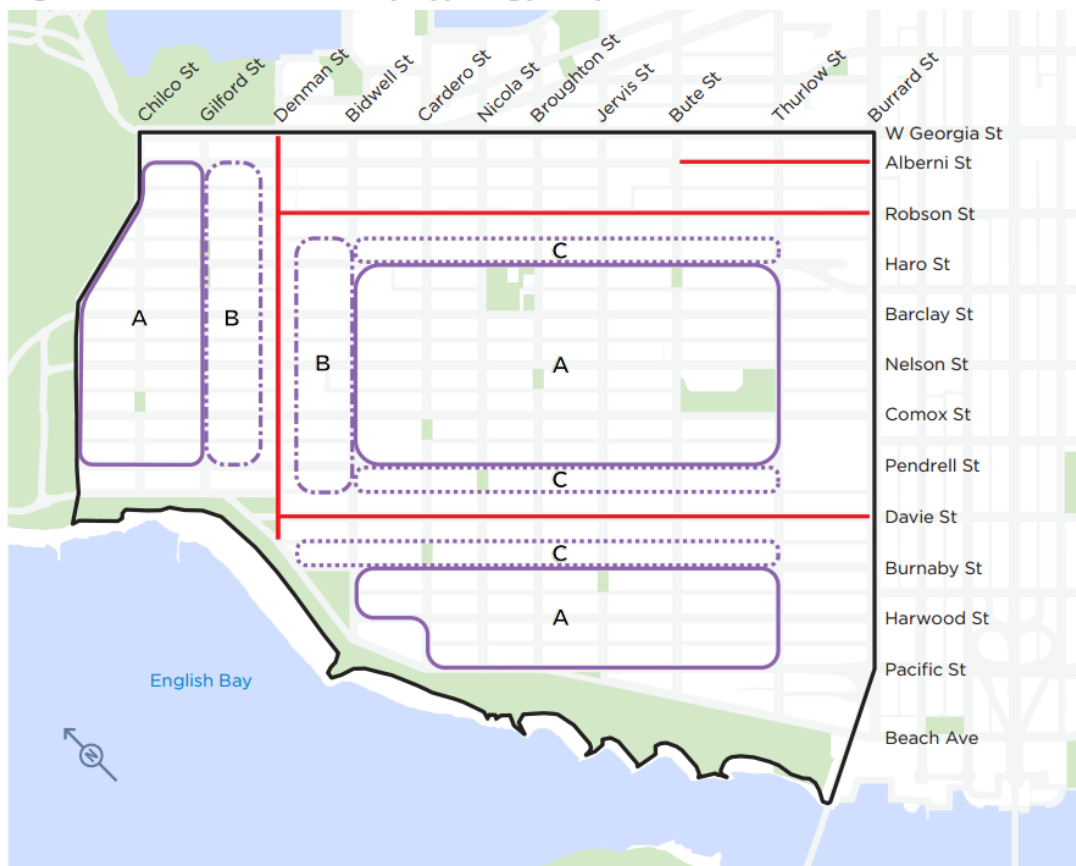 Chilco St
Gilford St
Denman St
Bidwell St
Cardero St
Nicola St
Broughton St
Jervis St
Bute St
Thurlow St
Burrard St
W Georgia St
Alberni St
Robson St
C
Haro St
A
B
Barclay St
B
A
Nelson St
Comox St
Pendrell St
C
Davie St
C
Burnaby St
A
Harwood St
Pacific St
English Bay
Beach Ave
N